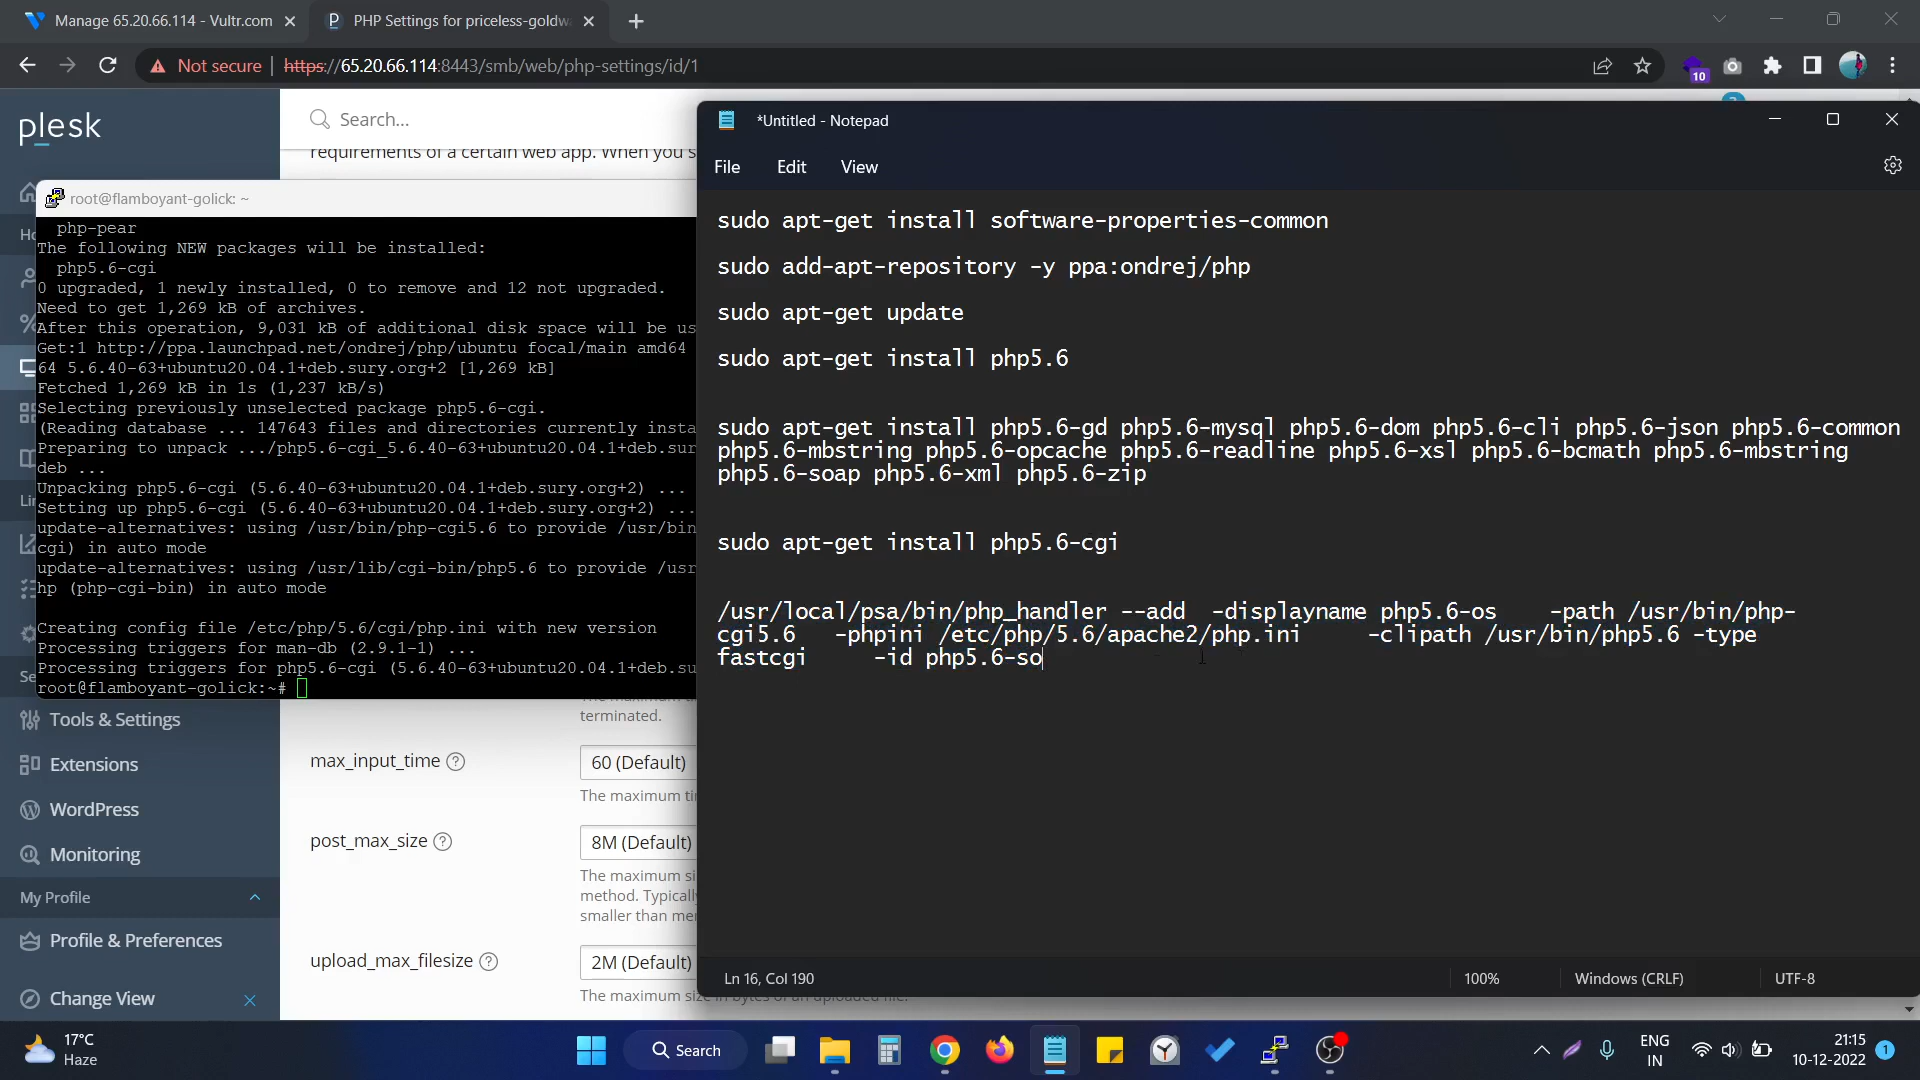 Manage 65.20.66.114 - Vultr.com
PHP Settings for priceless-goldw
Not secure
https://65.20.66.114:8443/smb/web/php-settings/id/1
10
plesk
Search...
requirements of a certain web app. When you s
root@flamboyant-golick: ~
php-pear
The following NEW packages will be installed:
php5.6-cgi
0 upgraded, 1 newly installed, 0 to remove and 12 not upgraded.
Need to get 1,269 kB of archives.
After this operation, 9,031 kB of additional disk space will be us
Get:1 http://ppa.launchpad.net/ondrej/php/ubuntu focal/main amd64
64 5.6.40-63+ubuntu20.04.1+deb.sury.org+2 [1,269 kB]
Fetched 1,269 kB in 1s (1,237 kB/s)
Selecting previously unselected package php5.6-cgi.
(Reading database ... 147643 files and directories currently insta
Preparing to unpack .../php5.6-cgi_5.6.40-63+ubuntu20.04.1+deb.sur
deb ...
Unpacking php5.6-cgi (5.6.40-63+ubuntu20.04.1+deb.sury.org+2) ...
Setting up php5.6-cgi (5.6.40-63+ubuntu20.04.1+deb.sury.org+2) ...
update-alternatives: using /usr/bin/php-cgi5.6 to provide /usr/bin
cgi) in auto mode
update-alternatives: using /usr/lib/cgi-bin/php5.6 to provide /usr
hp (php-cgi-bin) in auto mode
Creating config file /etc/php/5.6/cgi/php.ini with new version
Processing triggers for man-db (2.9.1-1) ...
Processing triggers for php5.6-cgi (5.6.40-63+ubuntu20.04.1+deb.su
root@flamboyant-golick:~#
*Untitled - Notepad
File Edit View
sudo apt-get install software-properties-common
sudo add-apt-repository -y ppa:ondrej/php
sudo apt-get update
sudo apt-get install php5.6
sudo apt-get install php5.6-gd php5.6-mysql php5.6-dom php5.6-cli php5.6-json php5.6-common
php5.6-mbstring php5.6-opcache php5.6-readline php5.6-xsl php5.6-bcmath php5.6-mbstring
php5.6-soap php5.6-xml php5.6-zip
sudo apt-get install php5.6-cgi
/usr/local/psa/bin/php_handler --add -displayname php5.6-os -path /usr/bin/php-
cgi5.6 -phpini /etc/php/5.6/apache2/php.ini -clipath /usr/bin/php5.6 -type
fastcgi -id php5.6-so
Ln 16, Col 190
100%
Windows (CRLF)
UTF-8
Ho
Lin
Se
Tools & Settings
Extensions
WordPress
Monitoring
My Profile
Profile & Preferences
Change View
terminated.
max_input_time
60 (Default)
The maximum ti
post_max_size
8M (Default)
The maximum si
method. Typically
smaller than me
upload_max_filesize
2M (Default)
The maximum size in bytes of an uploaded file.
17°C
Haze
Search
ENG
IN
21:15
10-12-2022
1